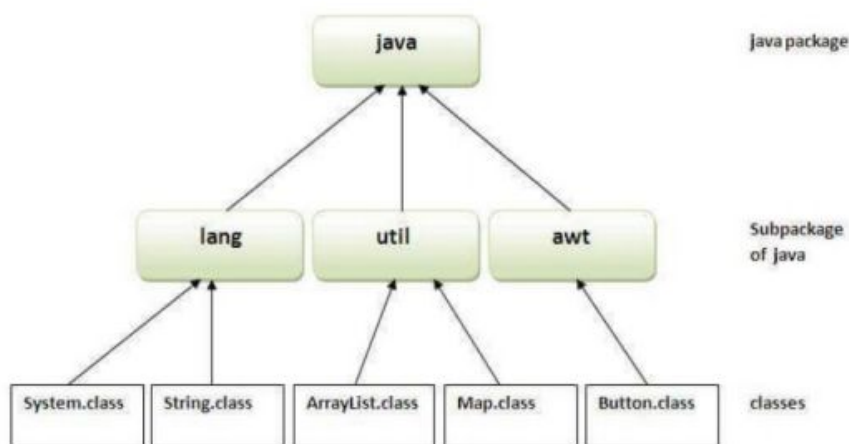 java
java package
lang
util
awt
Subpackage
of java
System.class
String.class
ArrayList.class
Map.class
Button.class
classes